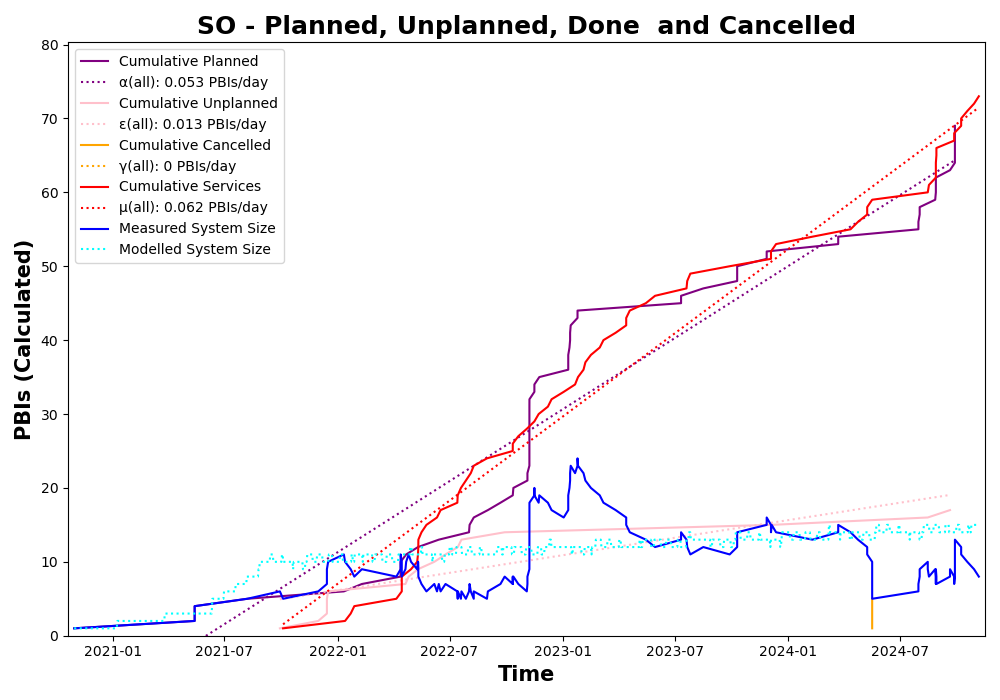 SO - Planned, Unplanned, Done  and Cancelled
80
70
60
50
40
30
20
10
0
PBIs (Calculated)
Cumulative Planned
α(all): 0.053 PBIs/day
Cumulative Unplanned
ε(all): 0.013 PBIs/day
Cumulative Cancelled
γ(all): 0 PBIs/day
Cumulative Services
μ(all): 0.062 PBIs/day
Measured System Size
Modelled System Size
2021-01 2021-07 2022-01 2022-07 2023-01 2023-07 2024-01 2024-07
Time